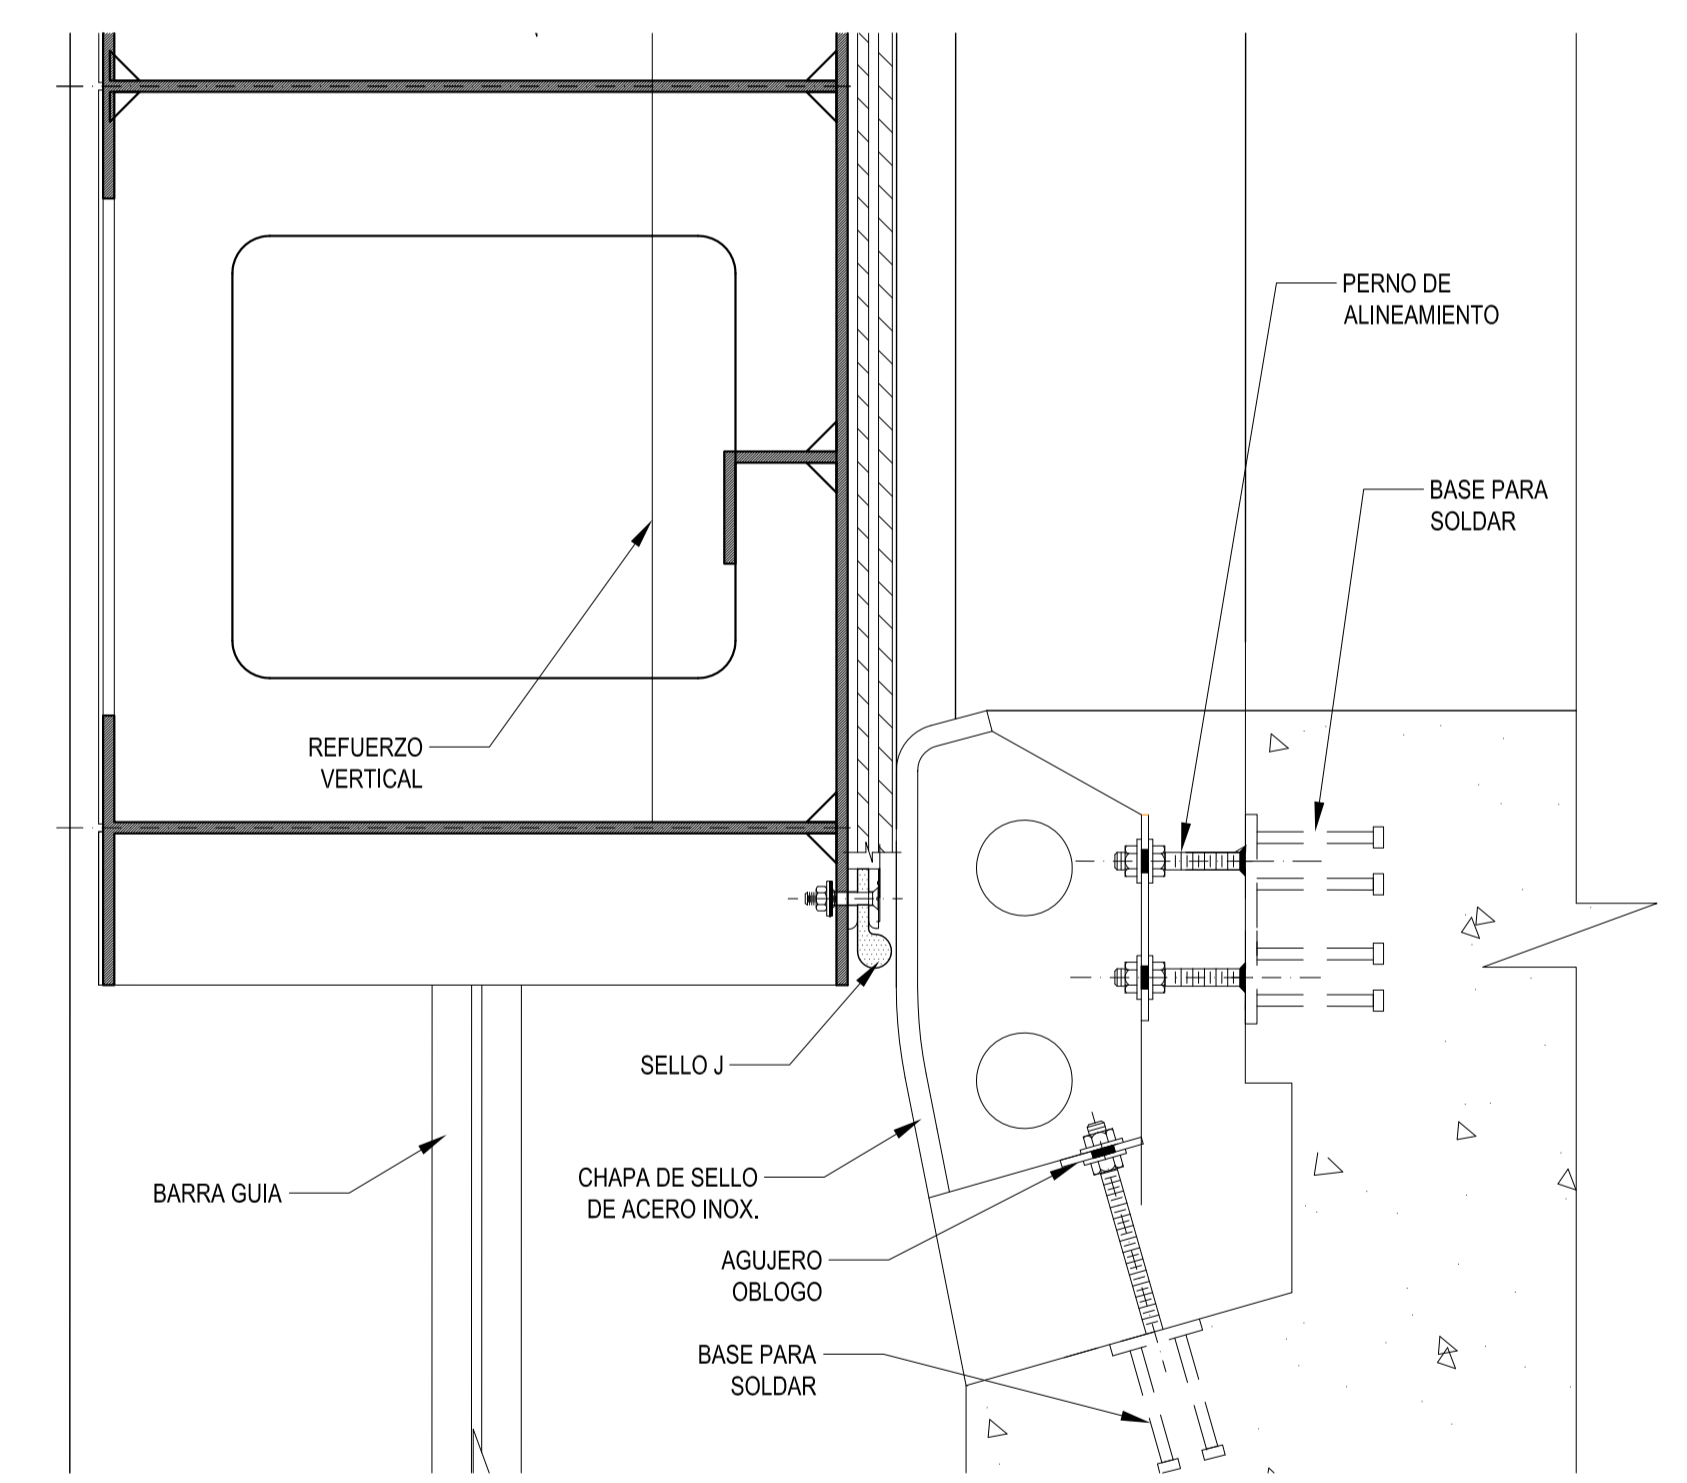 PERNO DE
ALINEAMIENTO
BASE PARA
SOLDAR
REFUERZO
VERTICAL
SELLO J
BARRA GUIA
CHAPA DE SELLO
DE ACERO INOX.
AGUJERO
OBLOGO
BASE PARA
SOLDAR